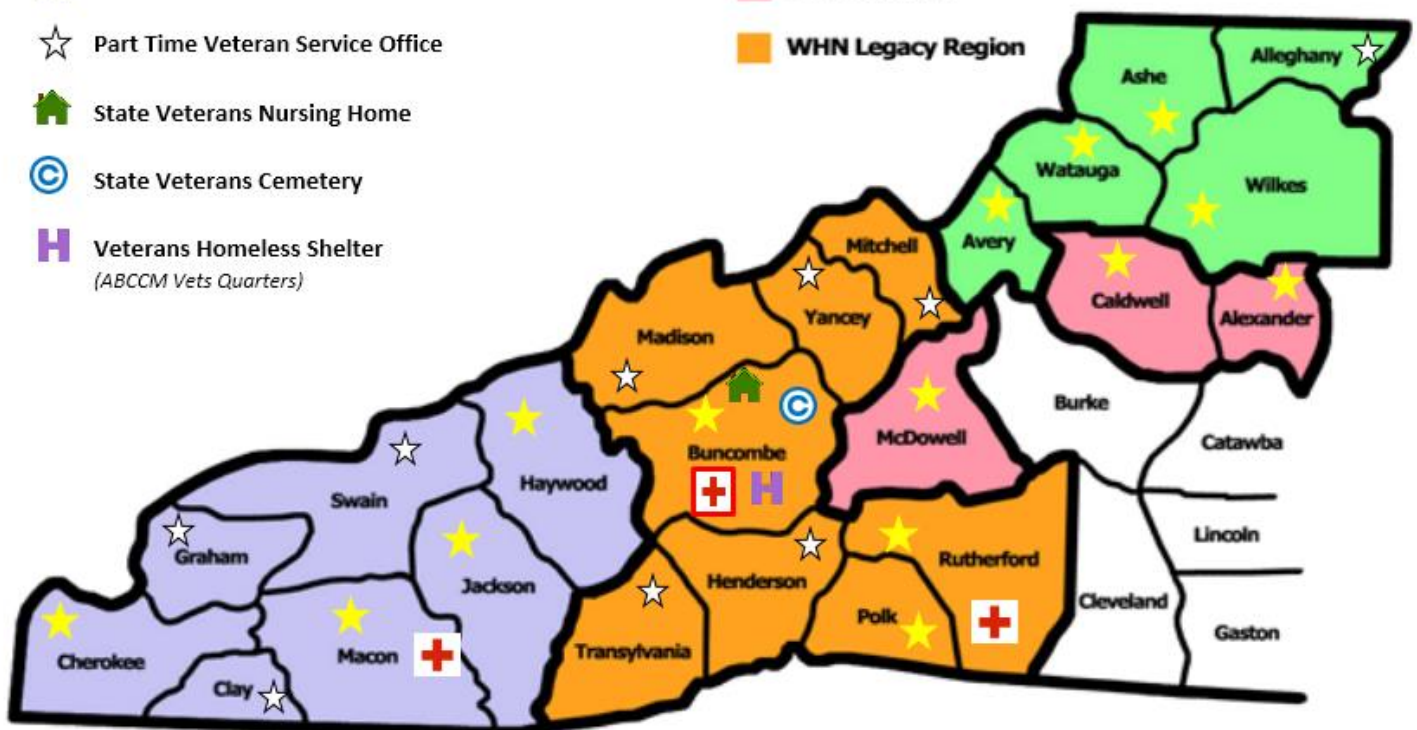 Part Time Veteran Service Office
WHN Legacy Region
State Veterans Nursing Home
C
State Veterans Cemetery
H
Veterans Homeless Shelter
(ABCCM Vets Quarters)
Alleghany
Ashe
Watauga
Wilkes
Avery
Mitchell
Caldwell
Alexander
Yancey
Madison
C
Burke
McDowell
Catawba
Buncombe
Haywood
H
Swain
Lincoln
Graham
Rutherford
Henderson
Jackson
Cleveland
Polk
Gaston
Transylvania
Macon
Cherokee
Clay